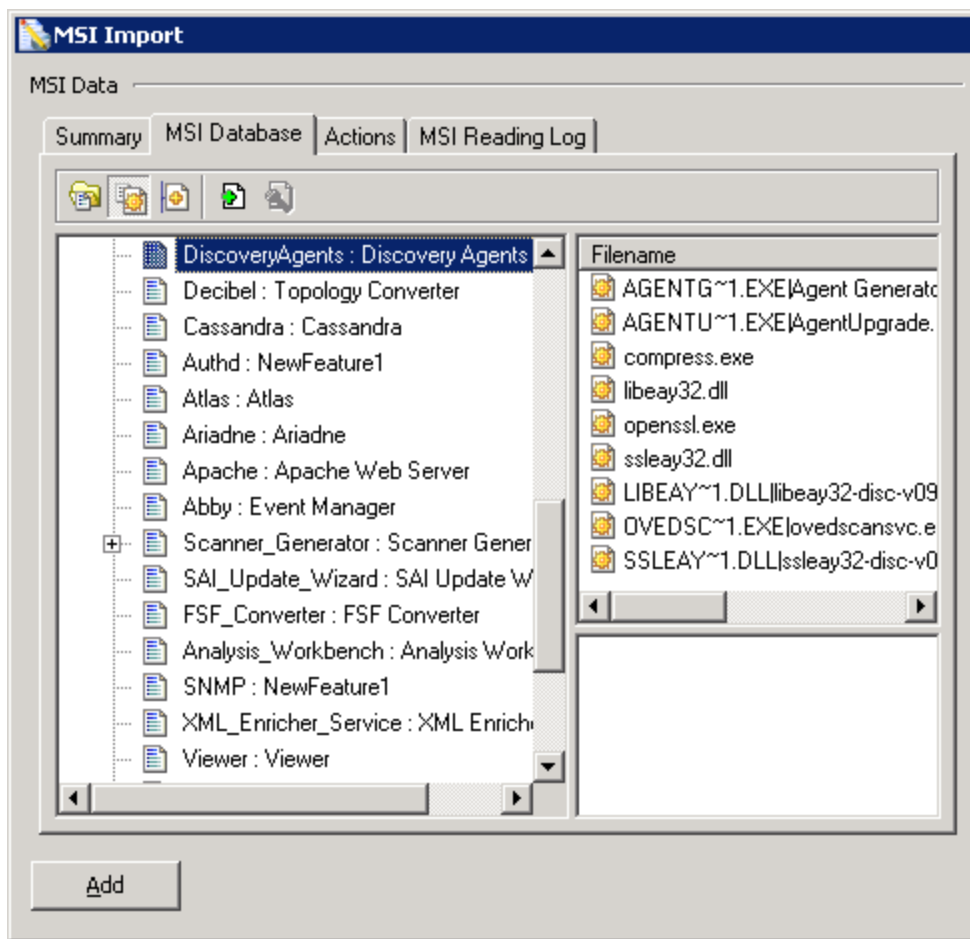 MSI Import
MSI Data
Summary MSI Database Actions MSI Reading Log
DiscoveryAgents : Discovery Agents
Decibel : Topology Converter
Cassandra : Cassandra
Authd : NewFeature1
Atlas : Atlas
Ariadne : Ariadne
Apache : Apache Web Server
Abby : Event Manager
Scanner_Generator : Scanner Gener
SAI_Update_Wizard : SAI Update W
FSF_Converter : FSF Converter
Analysis_Workbench : Analysis Work
SNMP : NewFeature1
XML_Enricher_Service : XML Enrich
Viewer : Viewer
Filename
AGENTG~1.EXE|Agent Generato
AGENTU~1.EXE|AgentUpgrade.
compress.exe
libeay32.dll
openssl.exe
ssleay32.dll
LIBEAY~1.DLL|libeay32-disc-v09
OVEDSC~1.EXE|ovedscansvc.e
SSLEAY~1.DLL|ssleay32-disc-v0
Add